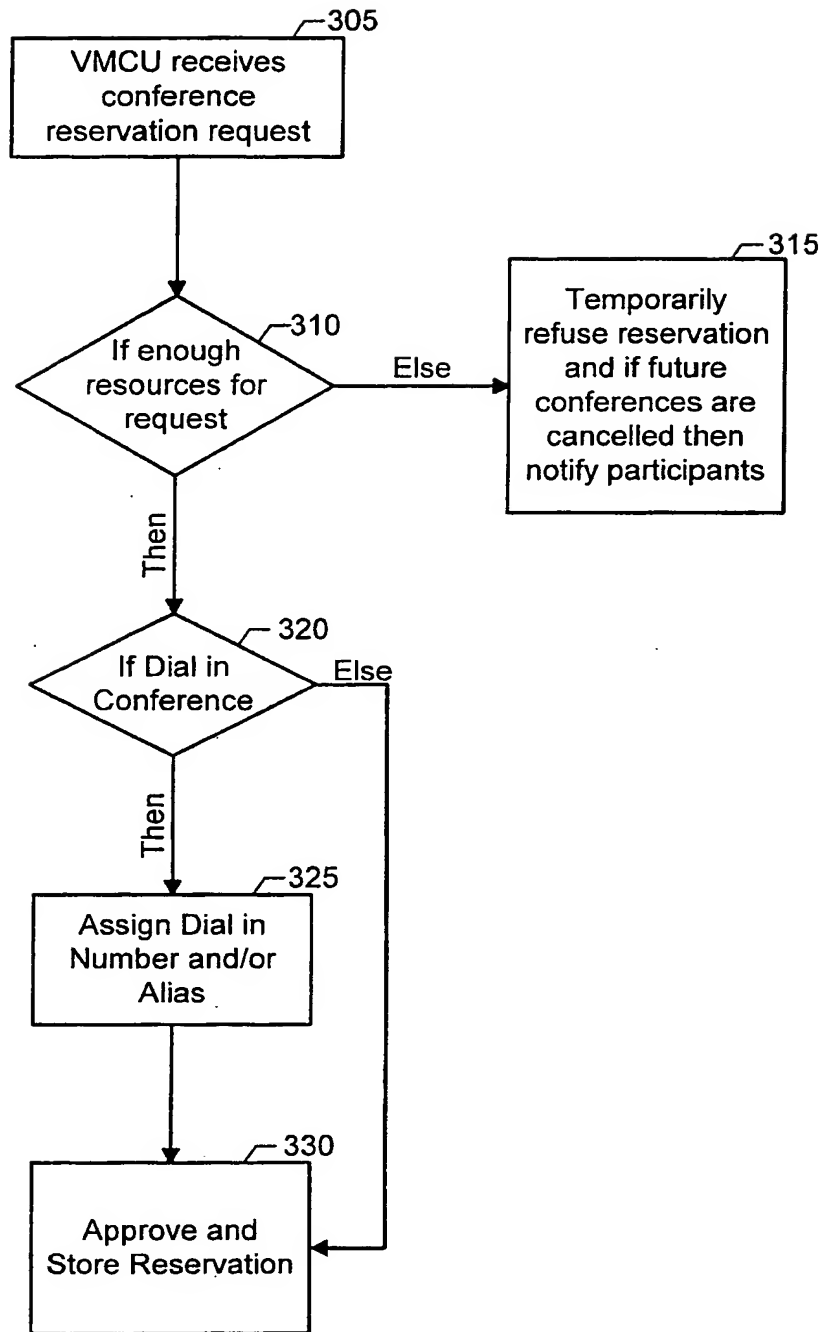 305
VMCU receives
conference
reservation request
310
If enough
resources for
request
Else
315
Temporarily
refuse reservation
and if future
conferences are
cancelled then
notify participants
Then
320
If Dial in
Conference
Else
Then
325
Assign Dial in
Number and/or
Alias
330
Approve and
Store Reservation